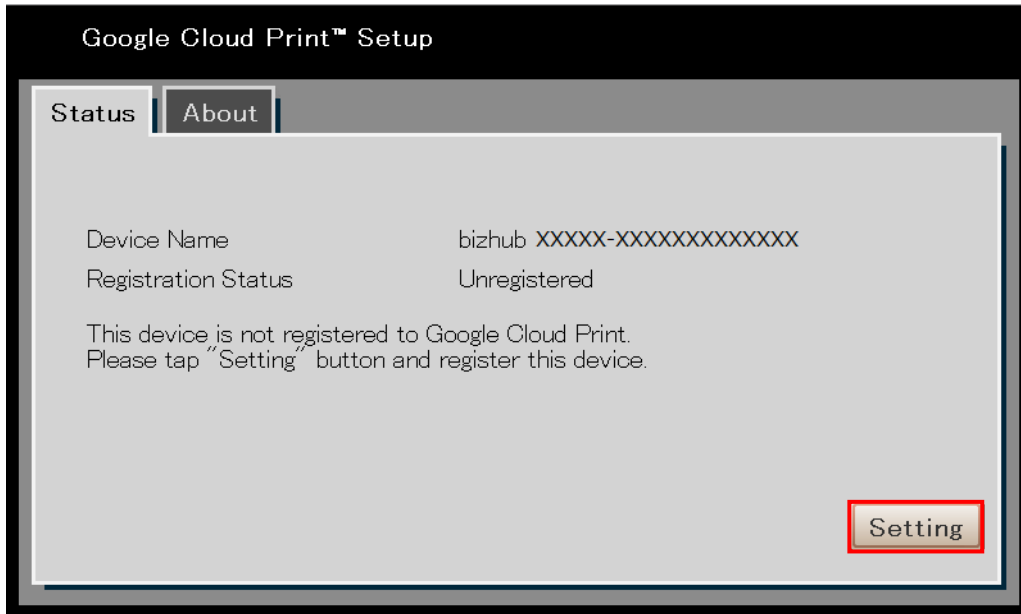 Google Cloud Print™ Setup
Status
About
Device Name
bizhub XXXXX-XXXXXXXXXXXXX
Registration Status
Unregistered
This device is not registered to Google Cloud Print.
Please tap "Setting" button and register this device.
Setting